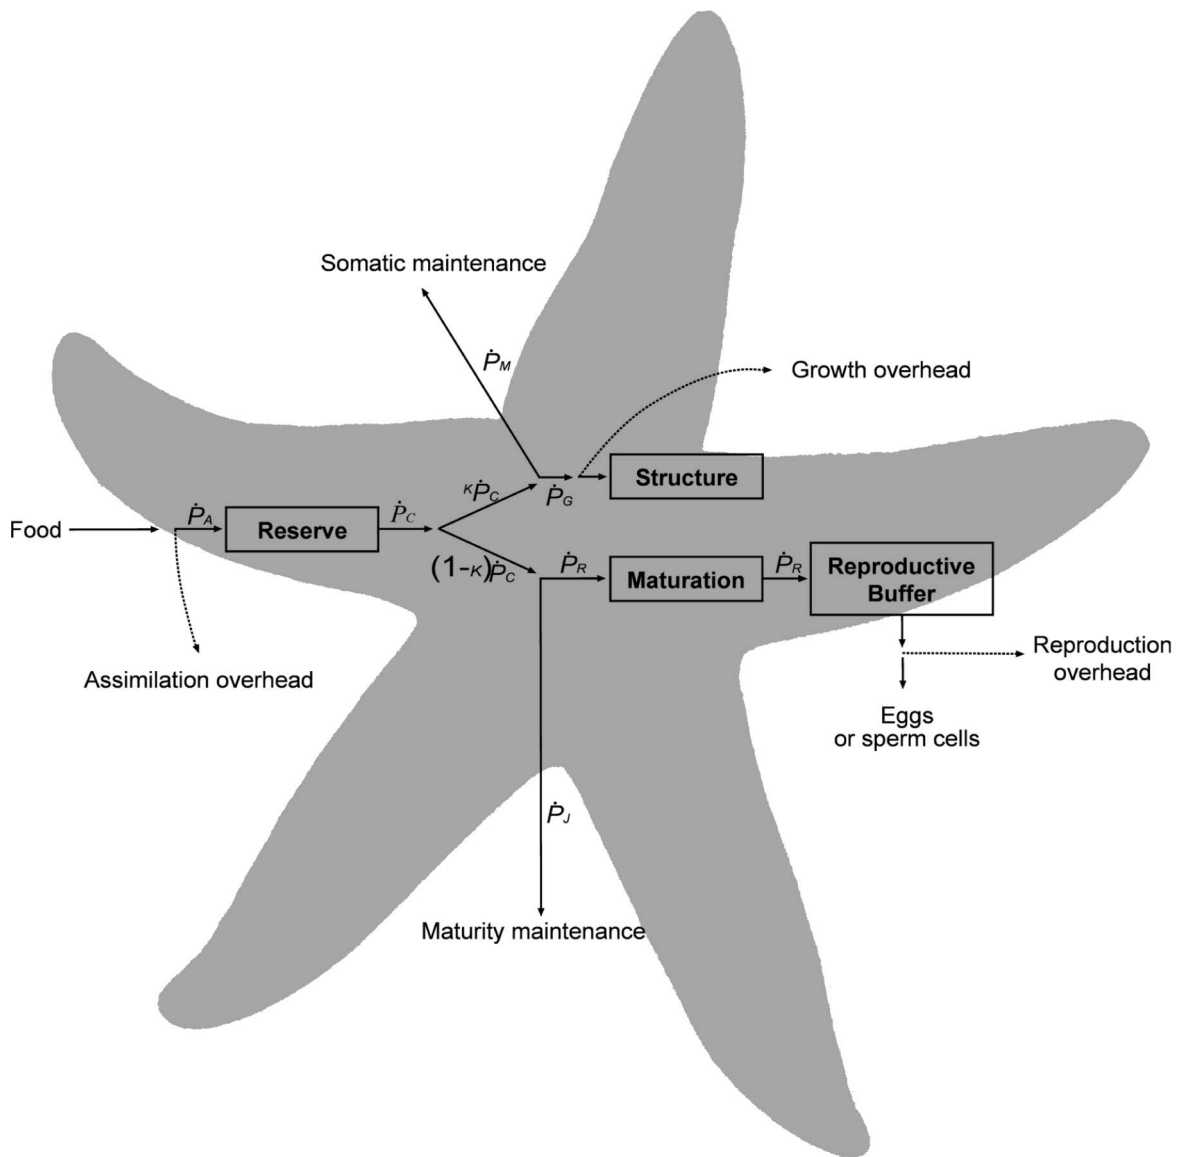 Somatic maintenance
Ṗ_M
Growth overhead
Structure
κṖ_C
Ṗ_G
Food
Ṗ_A
Reserve
Ṗ_C
(1-κ)Ṗ_C
Ṗ_R
Maturation
Ṗ_R
Reproductive
Buffer
Assimilation overhead
Reproduction
overhead
Eggs
or sperm cells
Ṗ_J
Maturity maintenance